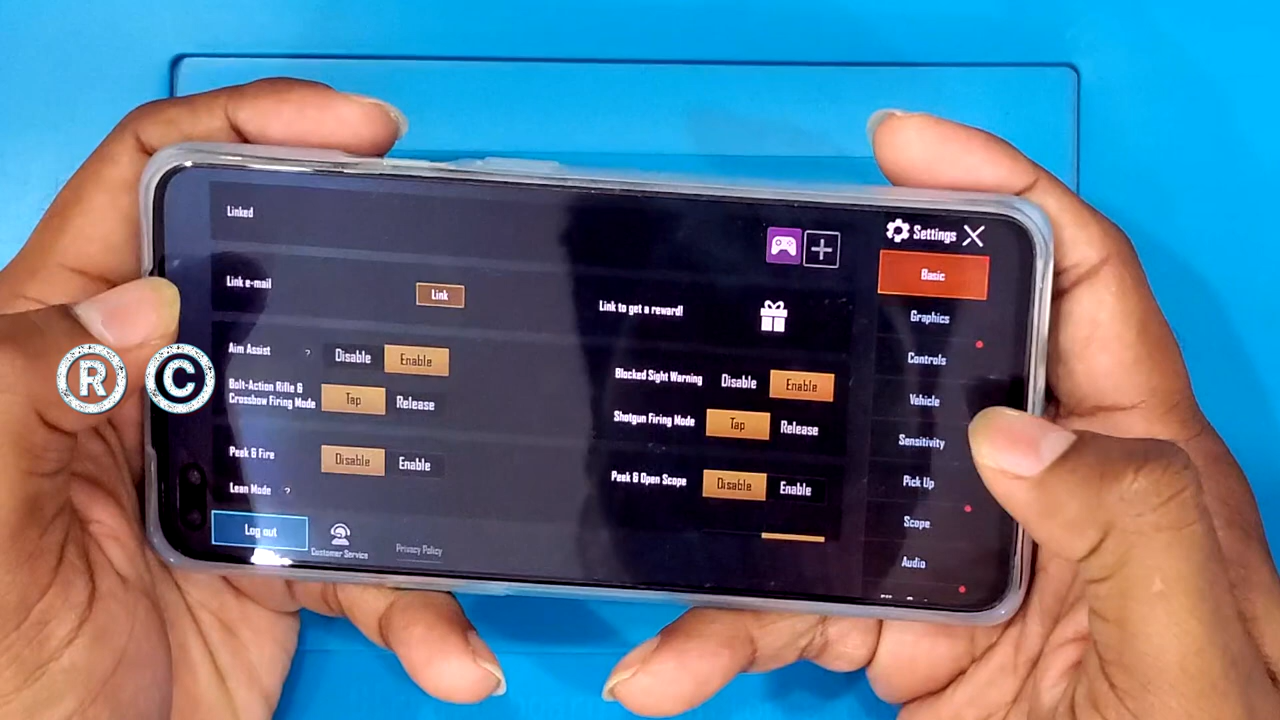 Linked
Settings
Basic
Link e-mail
Link
Link to get a reward!
Graphics
Aim Assist ? Disable Enable
Blocked Sight Warning Disable Enable
Controls
Bolt-Action Rifle &
Crossbow Firing Mode Tap Release
Shotgun Firing Mode Tap Release
Vehicle
Sensitivity
Peek & Fire Disable Enable
Peek & Open Scope Disable Enable
Pick Up
Lean Mode ?
Scope
Log out
Customer Service
Privacy Policy
Audio
® ©